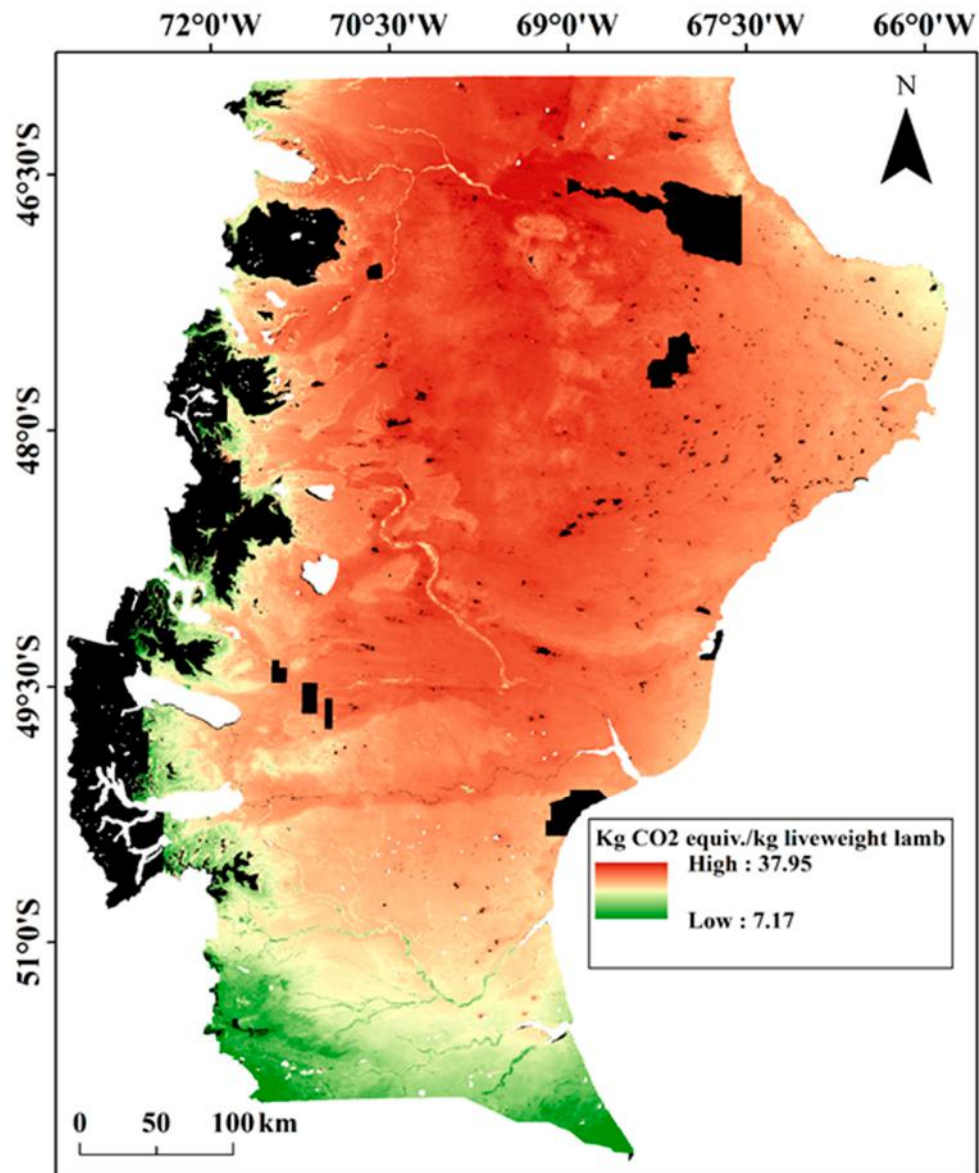 72°0'W 70°30'W 69°0'W 67°30'W 66°0'W
N
46°30'S
48°0'S
49°30'S
51°0'S
Kg CO2 equiv./kg liveweight lamb
High : 37.95
Low : 7.17
0 50 100 km